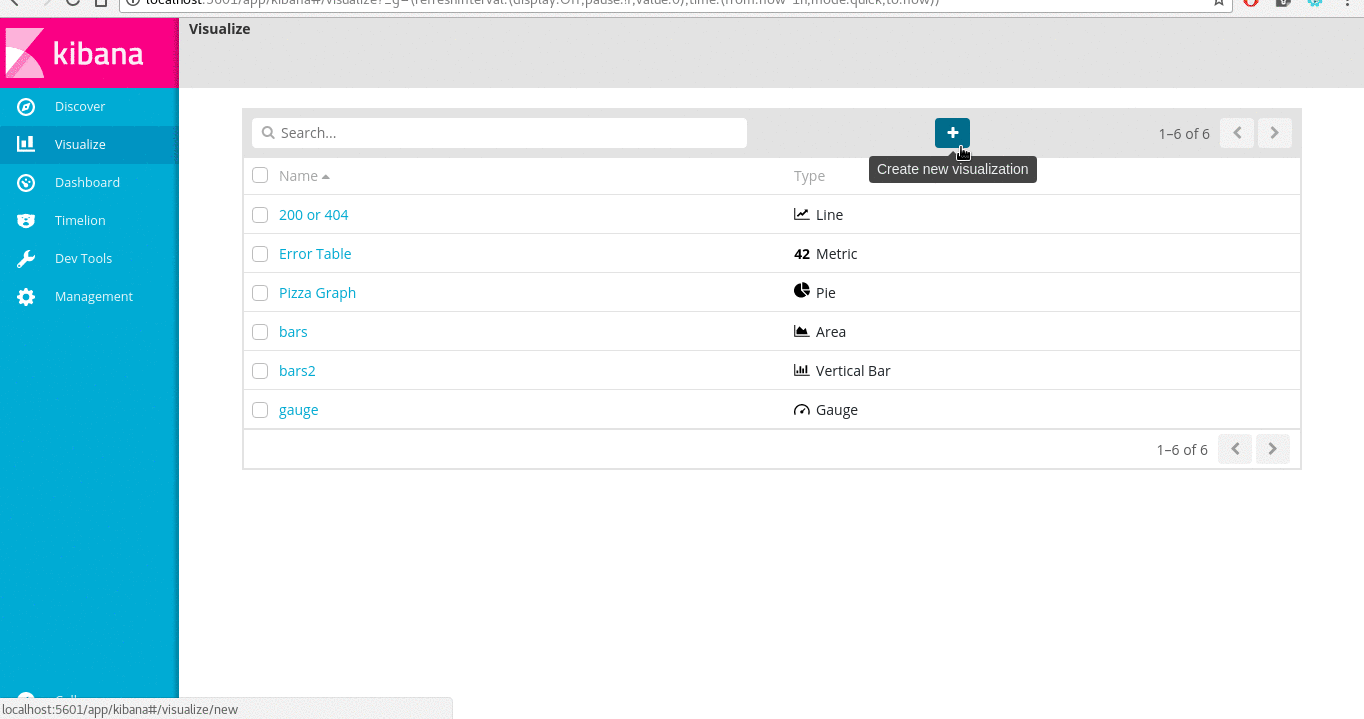 localhost:5601/app/kibana#/visualize?_g=(refreshInterval:(display:Off,pause:!f,value:0),time:(from:now-1h,mode:quick,to:now))
Visualize
kibana
Discover
Visualize
Dashboard
Timelion
Dev Tools
Management
Search...
+
1–6 of 6
Create new visualization
Name
Type
200 or 404
Line
Error Table
42 Metric
Pizza Graph
Pie
bars
Area
bars2
Vertical Bar
gauge
Gauge
1–6 of 6
localhost:5601/app/kibana#/visualize/new